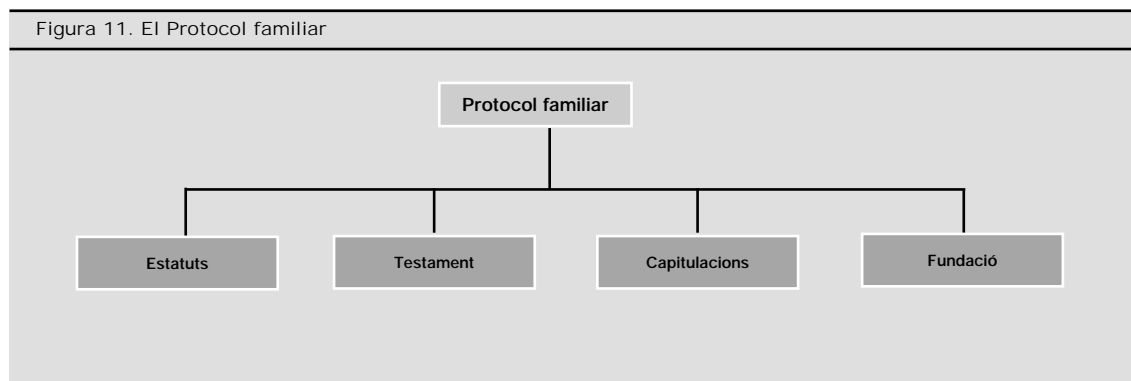 Figura 11. El Protocol familiar
Protocol familiar
Estatuts
Testament
Capitulacions
Fundació